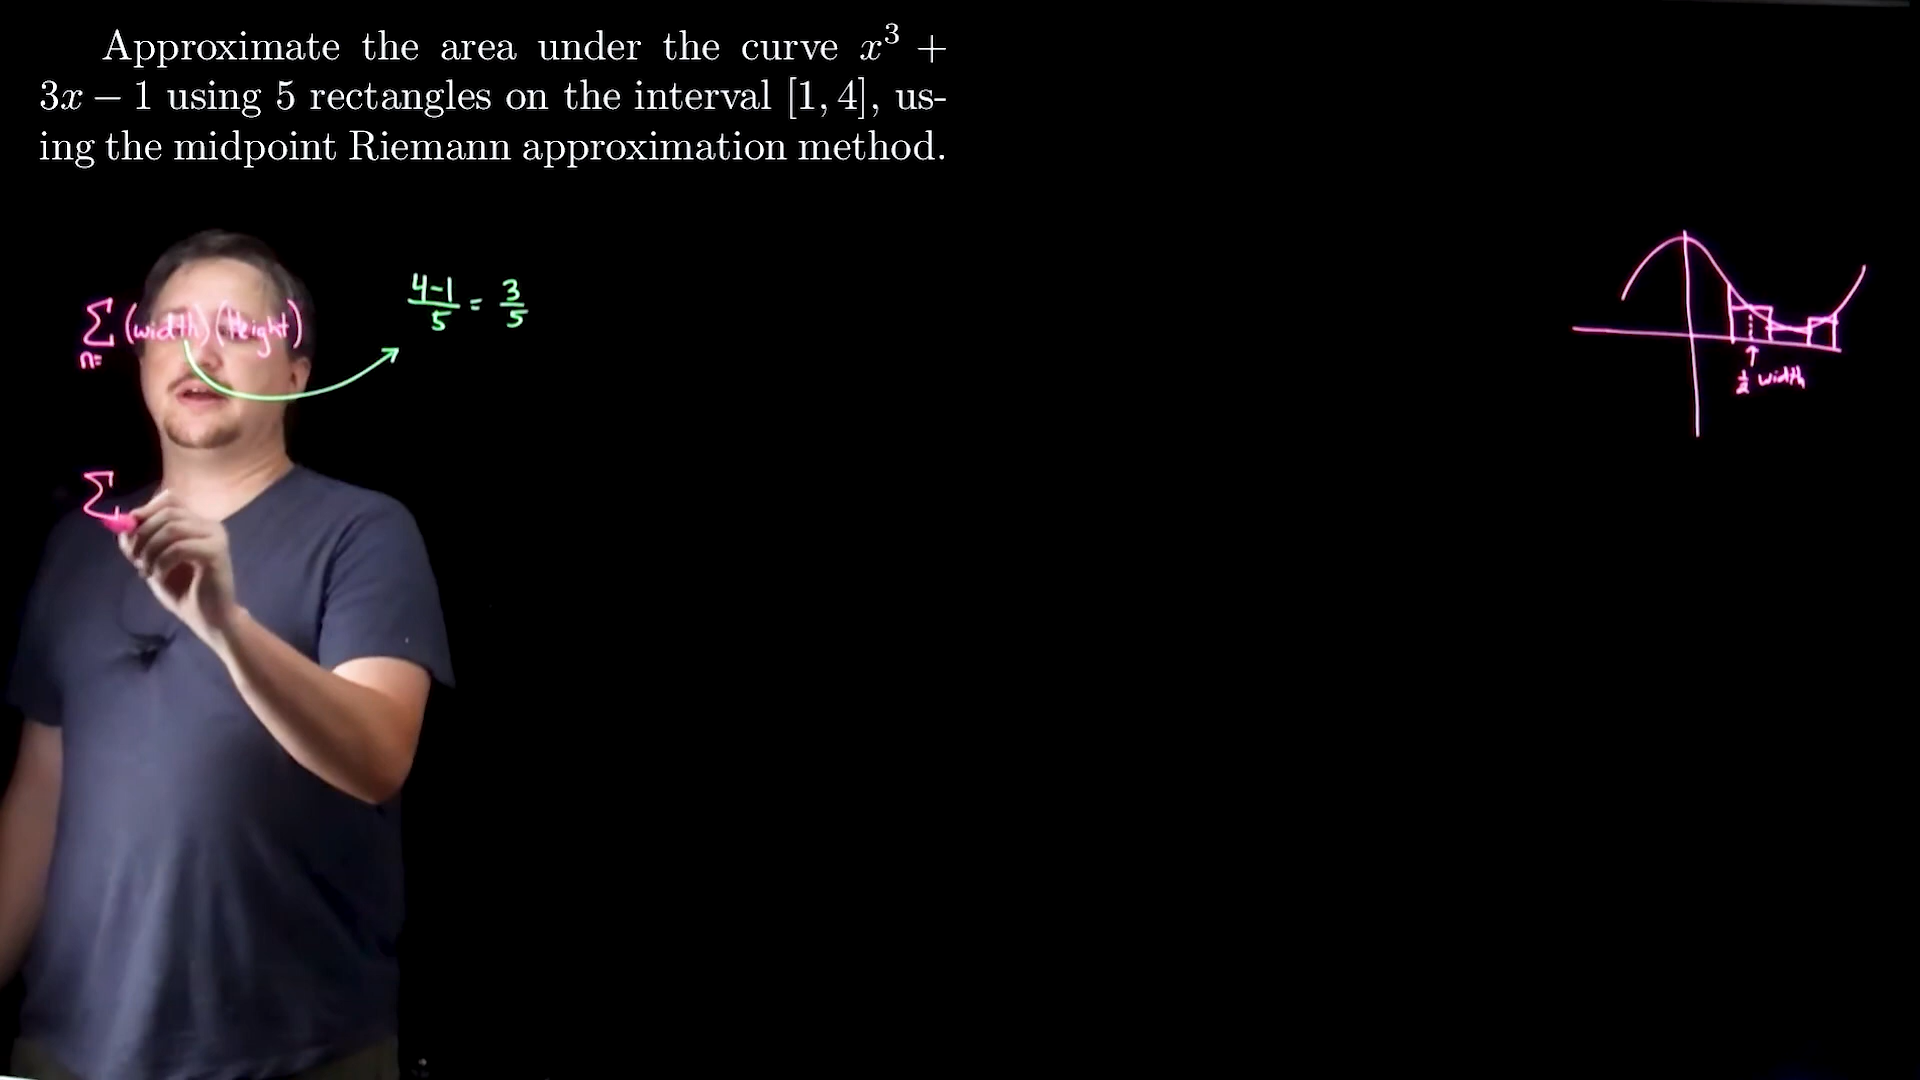 Approximate the area under the curve x³ +
3x − 1 using 5 rectangles on the interval [1, 4], us-
ing the midpoint Riemann approximation method.
∑ (width)(Height)
n=
4-1/5 = 3/5
∑
½ width